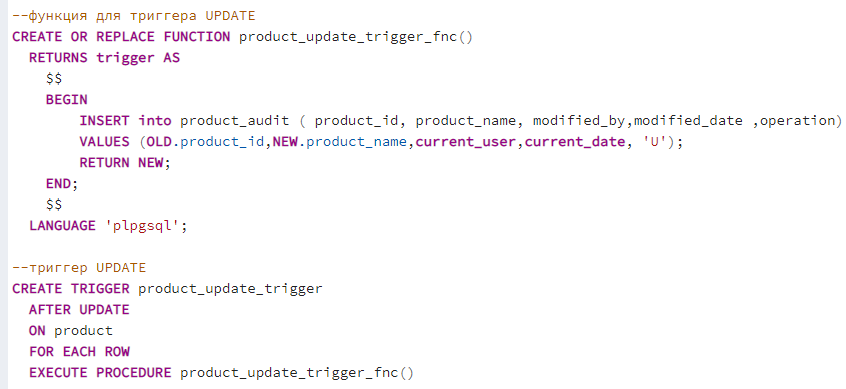 --функция для триггера UPDATE
CREATE OR REPLACE FUNCTION product_update_trigger_fnc()
RETURNS trigger AS
$$
BEGIN
INSERT into product_audit ( product_id, product_name, modified_by,modified_date ,operation)
VALUES (OLD.product_id,NEW.product_name,current_user,current_date, 'U');
RETURN NEW;
END;
$$
LANGUAGE 'plpgsql';
--триггер UPDATE
CREATE TRIGGER product_update_trigger
AFTER UPDATE
ON product
FOR EACH ROW
EXECUTE PROCEDURE product_update_trigger_fnc()